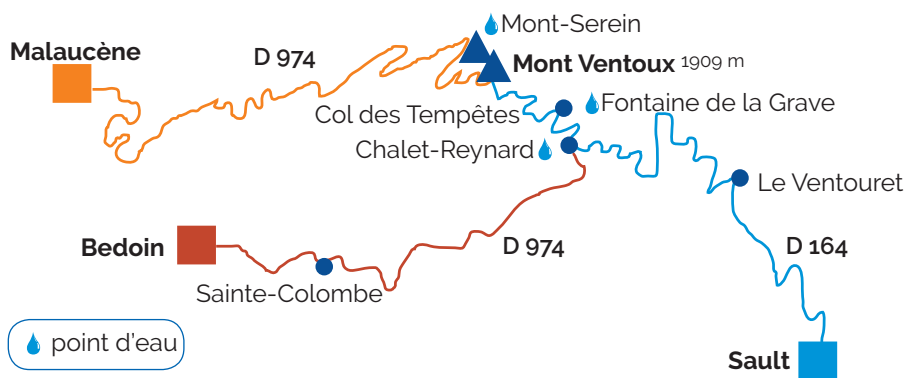 Mont-Serein
Malaucène
D 974
Mont Ventoux 1909 m
Fontaine de la Grave
Col des Tempêtes
Chalet-Reynard
Le Ventouret
Bedoin
D 974
D 164
Sainte-Colombe
point d'eau
Sault